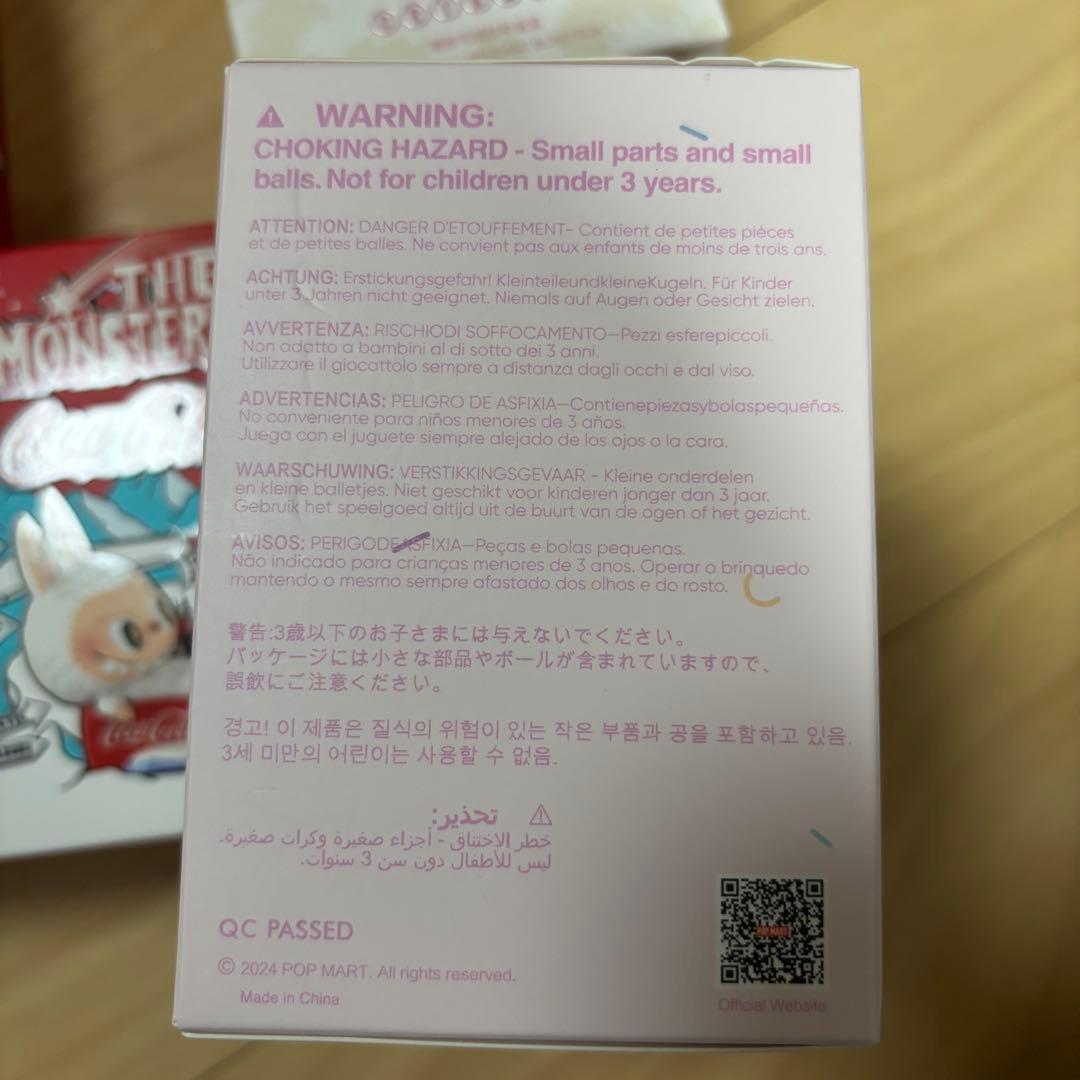 WARNING:
CHOKING HAZARD - Small parts and small
balls. Not for children under 3 years.
ATTENTION: DANGER D'ETOUFFEMENT- Contient de petites pièces
et de petites balles. Ne convient pas aux enfants de moins de trois ans.
ACHTUNG: Erstickungsgefahr! KleinteileundkleineKugeln. Für Kinder
unter 3 Jahren nicht geeignet. Niemals auf Augen oder Gesicht zielen.
AVVERTENZA: RISCHIODI SOFFOCAMENTO—Pezzi esferepiccoli.
Non adatto a bambini al di sotto dei 3 anni.
Utilizzare il giocattolo sempre a distanza dagli occhi e dal viso.
ADVERTENCIAS: PELIGRO DE ASFIXIA—Contienepiezasybolaspequeñas.
No conveniente para niños menores de 3 años.
Juega con el juguete siempre alejado de los ojos o la cara.
WAARSCHUWING: VERSTIKKINGSGEVAAR - Kleine onderdelen
en kleine balletjes. Niet geschikt voor kinderen jonger dan 3 jaar.
Gebruik het speelgoed altijd uit de buurt van de ogen of het gezicht.
AVISOS: PERIGODEASFIXIA—Peças e bolas pequenas.
Não indicado para crianças menores de 3 anos. Operar o brinquedo
mantendo o mesmo sempre afastado dos olhos e do rosto.
警告:3歳以下のお子さまには与えないでください。
パッケージには小さな部品やボールが含まれていますので、
誤飲にご注意ください。
경고! 이 제품은 질식의 위험이 있는 작은 부품과 공을 포함하고 있음.
3세 미만의 어린이는 사용할 수 없음.
تحذير:
خطر الاختناق - أجزاء صغيرة وكرات صغيرة.
ليس للأطفال دون سن 3 سنوات.
QC PASSED
© 2024 POP MART. All rights reserved.
Made in China
POP MART
Official Website
THE
MONSTER
Coca-Cola